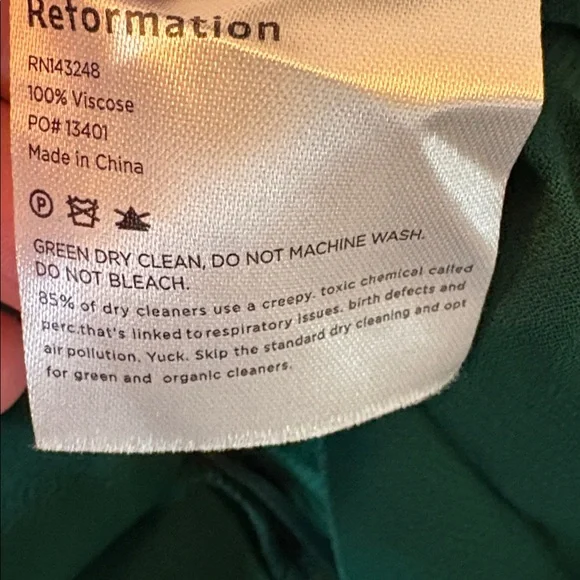 Reformation
RN143248
100% Viscose
PO# 13401
Made in China
P
GREEN DRY CLEAN, DO NOT MACHINE WASH.
DO NOT BLEACH.
85% of dry cleaners use a creepy. toxic chemical called
perc.that's linked to respiratory issues. birth defects and
air pollution. Yuck. Skip the standard dry cleaning and opt
for green and organic cleaners.